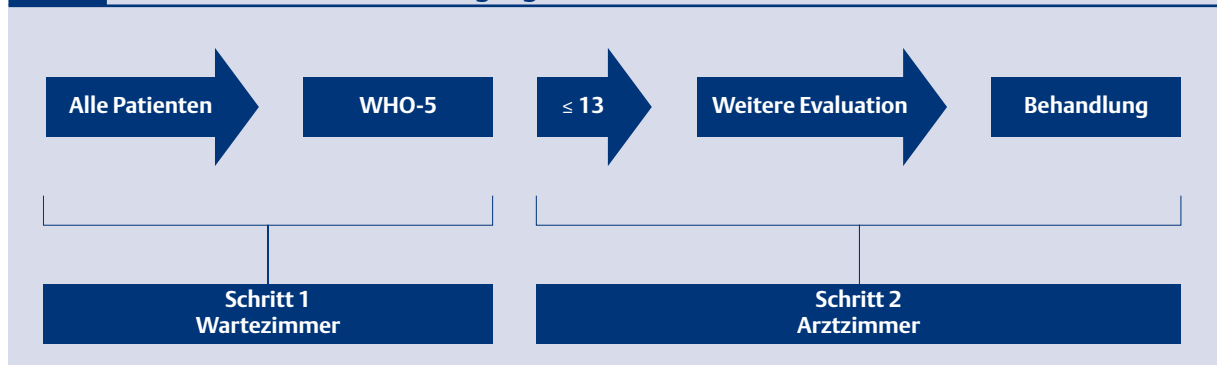 Alle Patienten
WHO-5
≤ 13
Weitere Evaluation
Behandlung
Schritt 1
Wartezimmer
Schritt 2
Arztzimmer